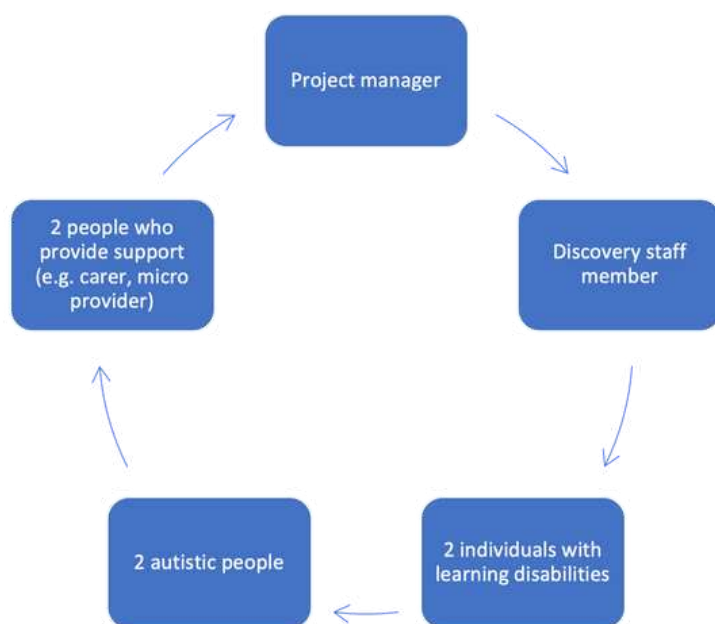 Project manager
Discovery staff
member
2 individuals with
learning disabilities
2 autistic people
2 people who
provide support
(e.g. carer, micro
provider)